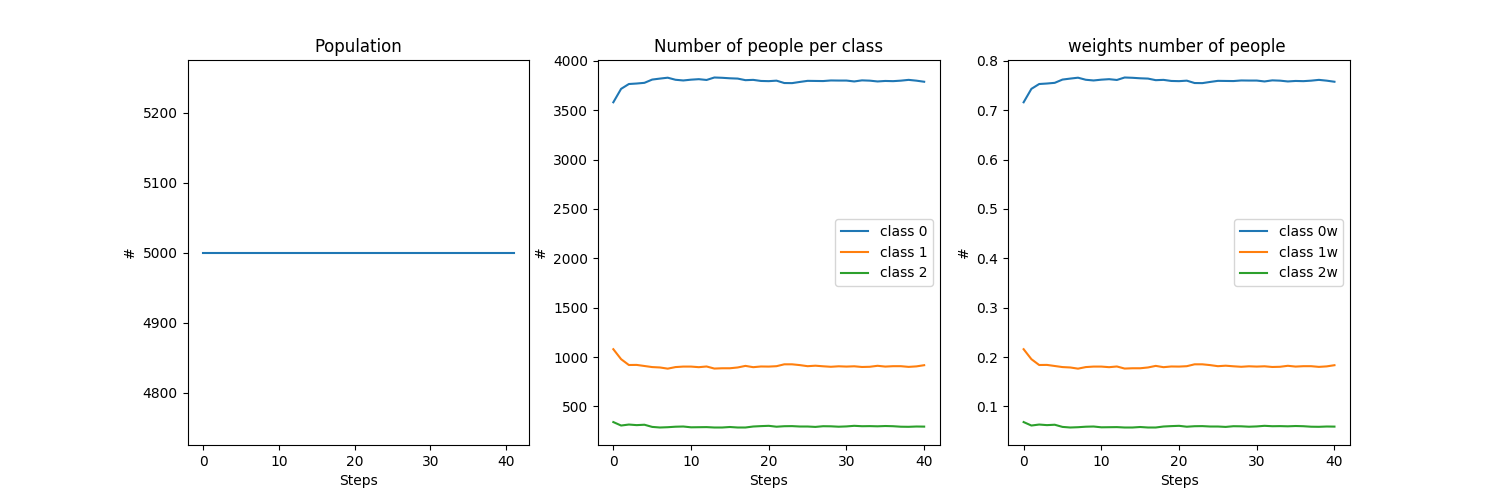 Population
5200
5100
5000
4900
4800
#
0 10 20 30 40
Steps
Number of people per class
4000
3500
3000
2500
2000
1500
1000
500
#
class 0
class 1
class 2
0 10 20 30 40
Steps
weights number of people
0.8
0.7
0.6
0.5
0.4
0.3
0.2
0.1
#
class 0w
class 1w
class 2w
0 10 20 30 40
Steps